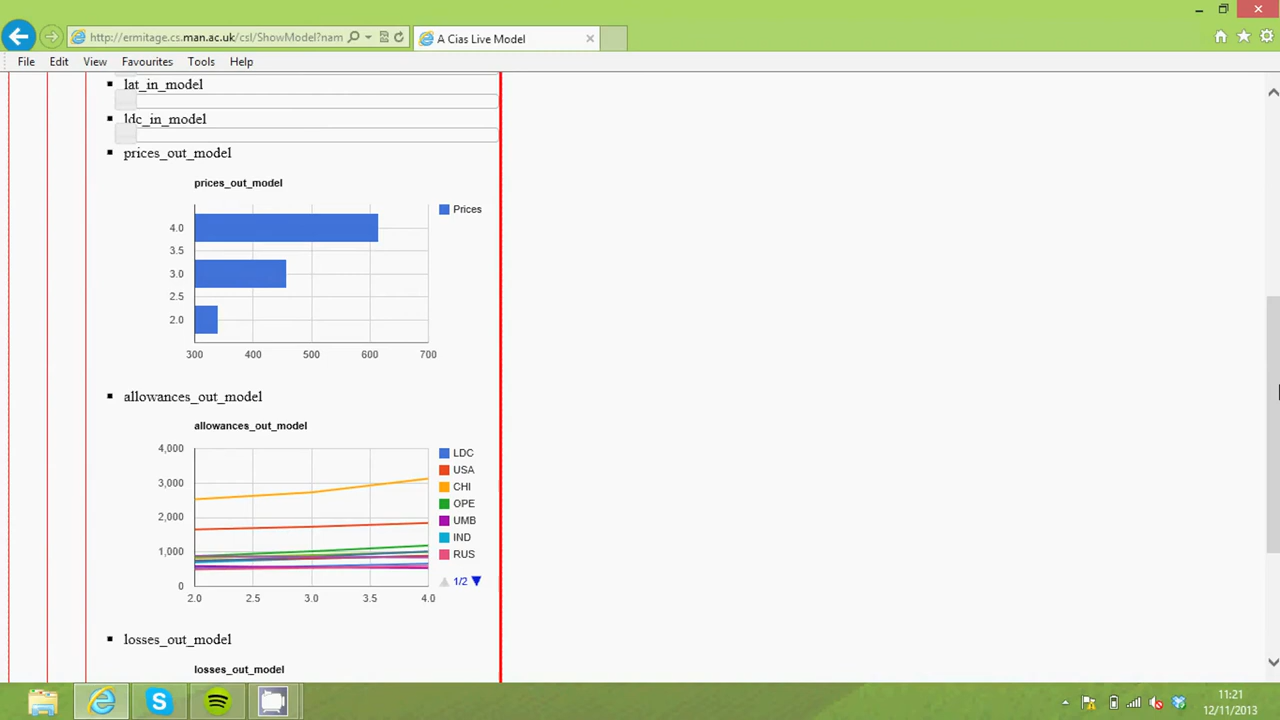 http://ermitage.cs.man.ac.uk/csl/ShowModel?nam
A Cias Live Model
File Edit View Favourites Tools Help
lat_in_model
ldc_in_model
prices_out_model
prices_out_model
Prices
4.0
3.5
3.0
2.5
2.0
300 400 500 600 700
allowances_out_model
allowances_out_model
4,000
3,000
2,000
1,000
0
LDC
USA
CHI
OPE
UMB
IND
RUS
1/2
2.0 2.5 3.0 3.5 4.0
losses_out_model
losses_out_model
11:21
12/11/2013